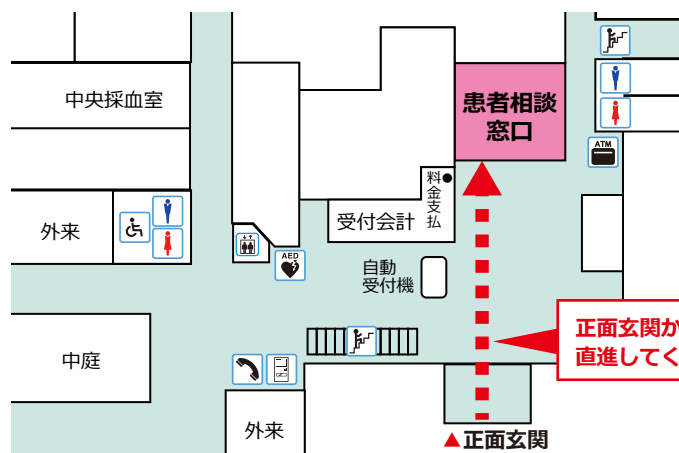 中央採血室
患者相談
窓口
ATM
料金支払
外来
受付会計
AED
自動
受付機
正面玄関か
直進してく
中庭
外来
▲正面玄関